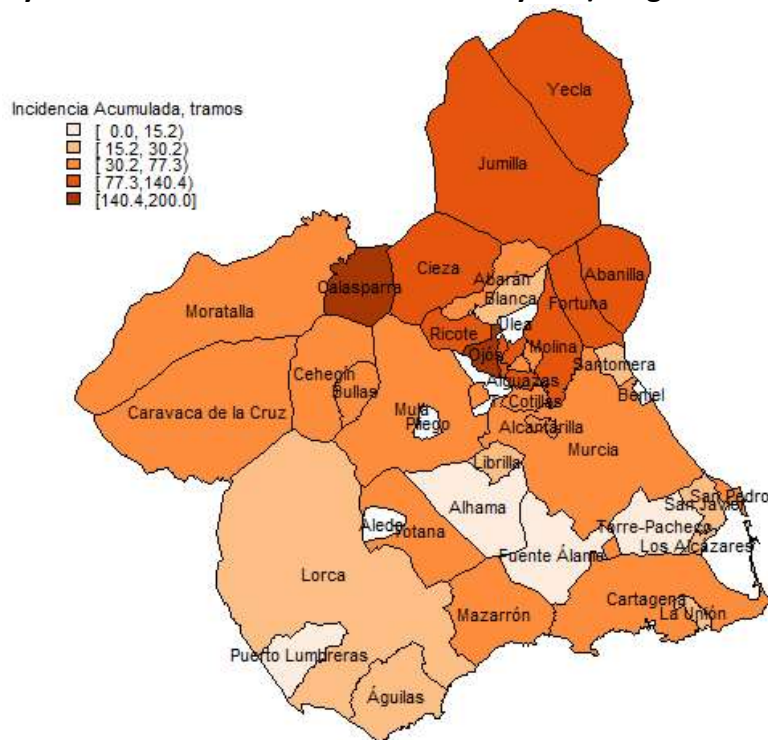 Incidencia Acumulada, tramos
[ 0.0, 15.2)
[ 15.2, 30.2)
[ 30.2, 77.3)
[ 77.3,140.4)
[140.4,200.0]
Yecla
Jumilla
Cieza
Abarán
Abanilla
Calasparra
Blanca
Fortuna
Moratalla
Ulea
Ricote
Molina
Ojós
Santomera
Cehegín
Alguazas
Bullas
Beniel
T. Cotillas
Caravaca de la Cruz
Mula
Pliego
Alcantarilla
Murcia
Librilla
San Pedro
Alhama
San Javier
Aledo
Totana
Torre-Pacheco
Los Alcázares
Fuente Álamo
Lorca
Cartagena
Mazarrón
La Unión
Puerto Lumbreras
Águilas